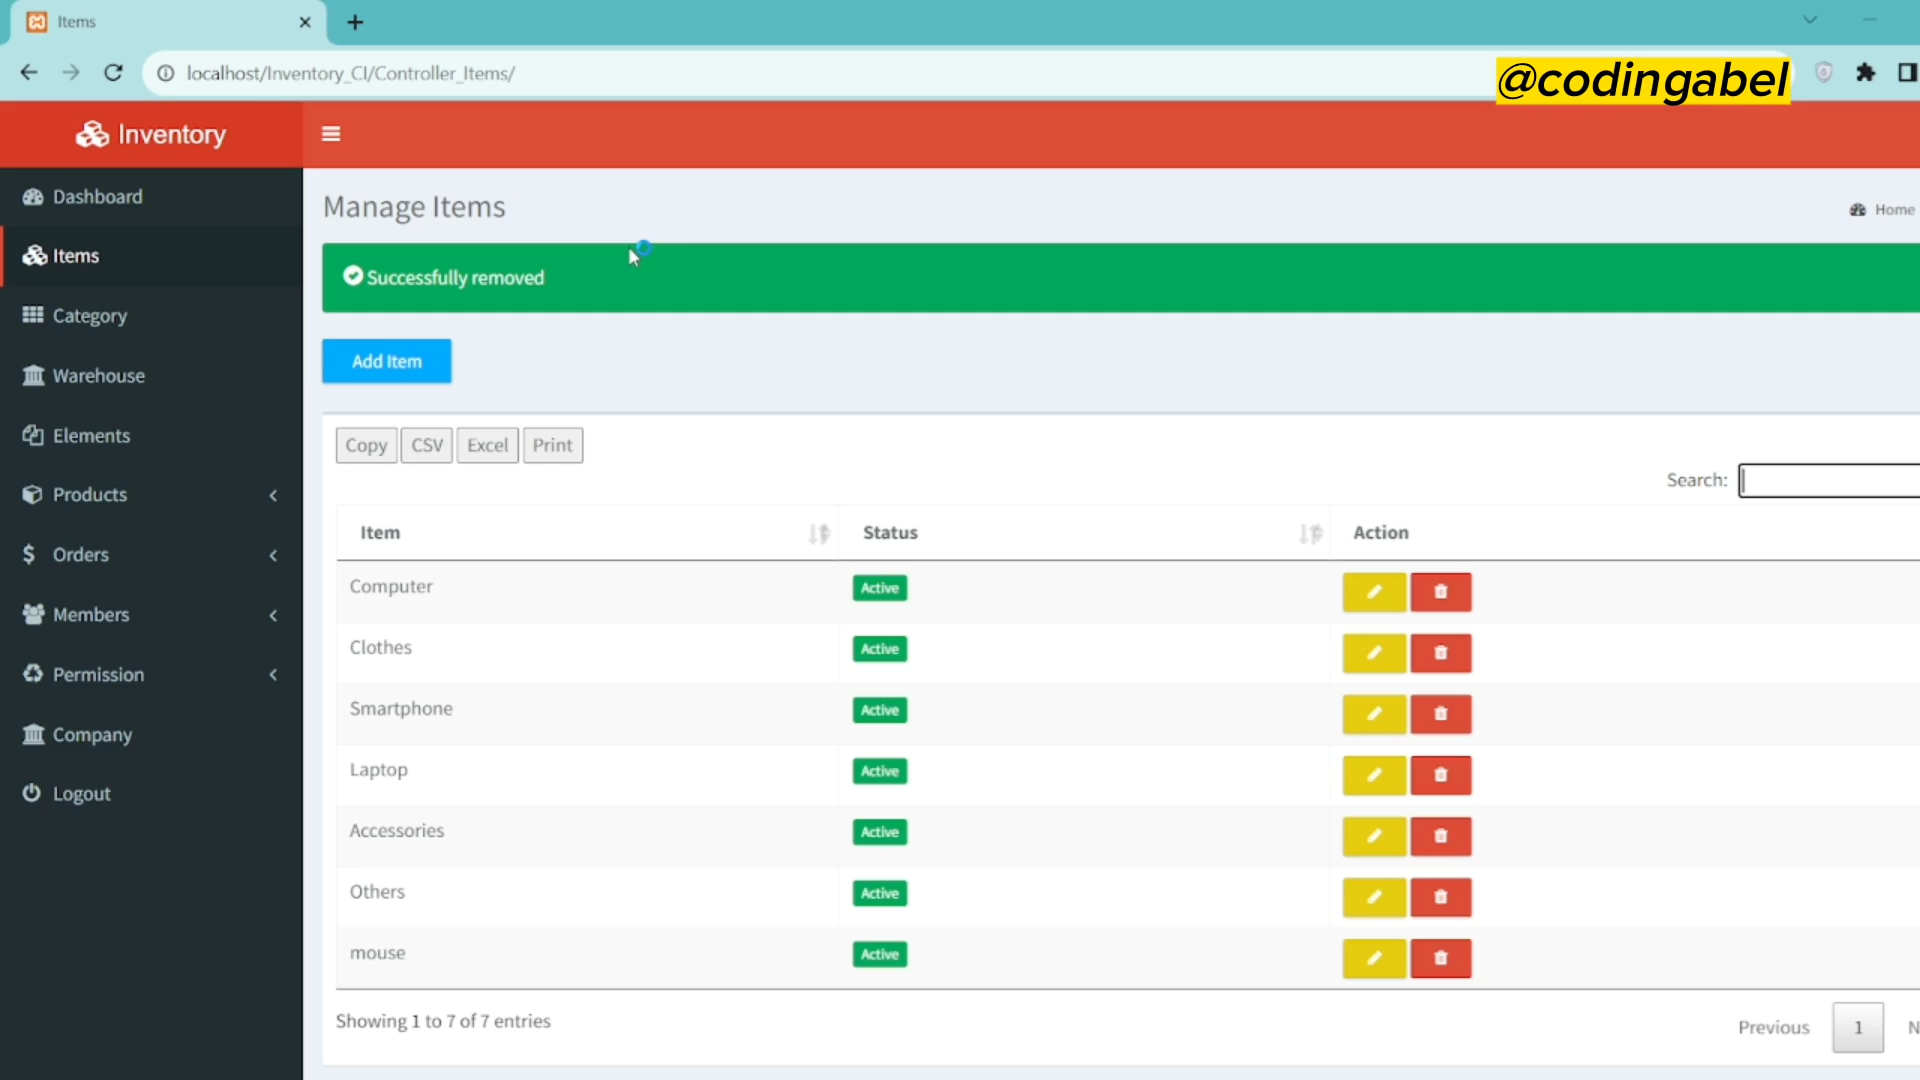 Items
localhost/Inventory_CI/Controller_Items/
@codingabel
Inventory
Dashboard
Items
Category
Warehouse
Elements
Products
Orders
Members
Permission
Company
Logout
Manage Items
Home
Successfully removed
Add Item
Copy CSV Excel Print
Search:
Item Status Action
Computer Active
Clothes Active
Smartphone Active
Laptop Active
Accessories Active
Others Active
mouse Active
Showing 1 to 7 of 7 entries
Previous 1